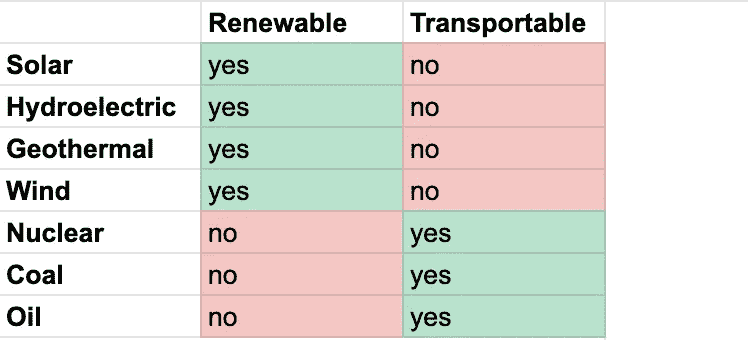 Renewable Transportable
Solar yes no
Hydroelectric yes no
Geothermal yes no
Wind yes no
Nuclear no yes
Coal no yes
Oil no yes